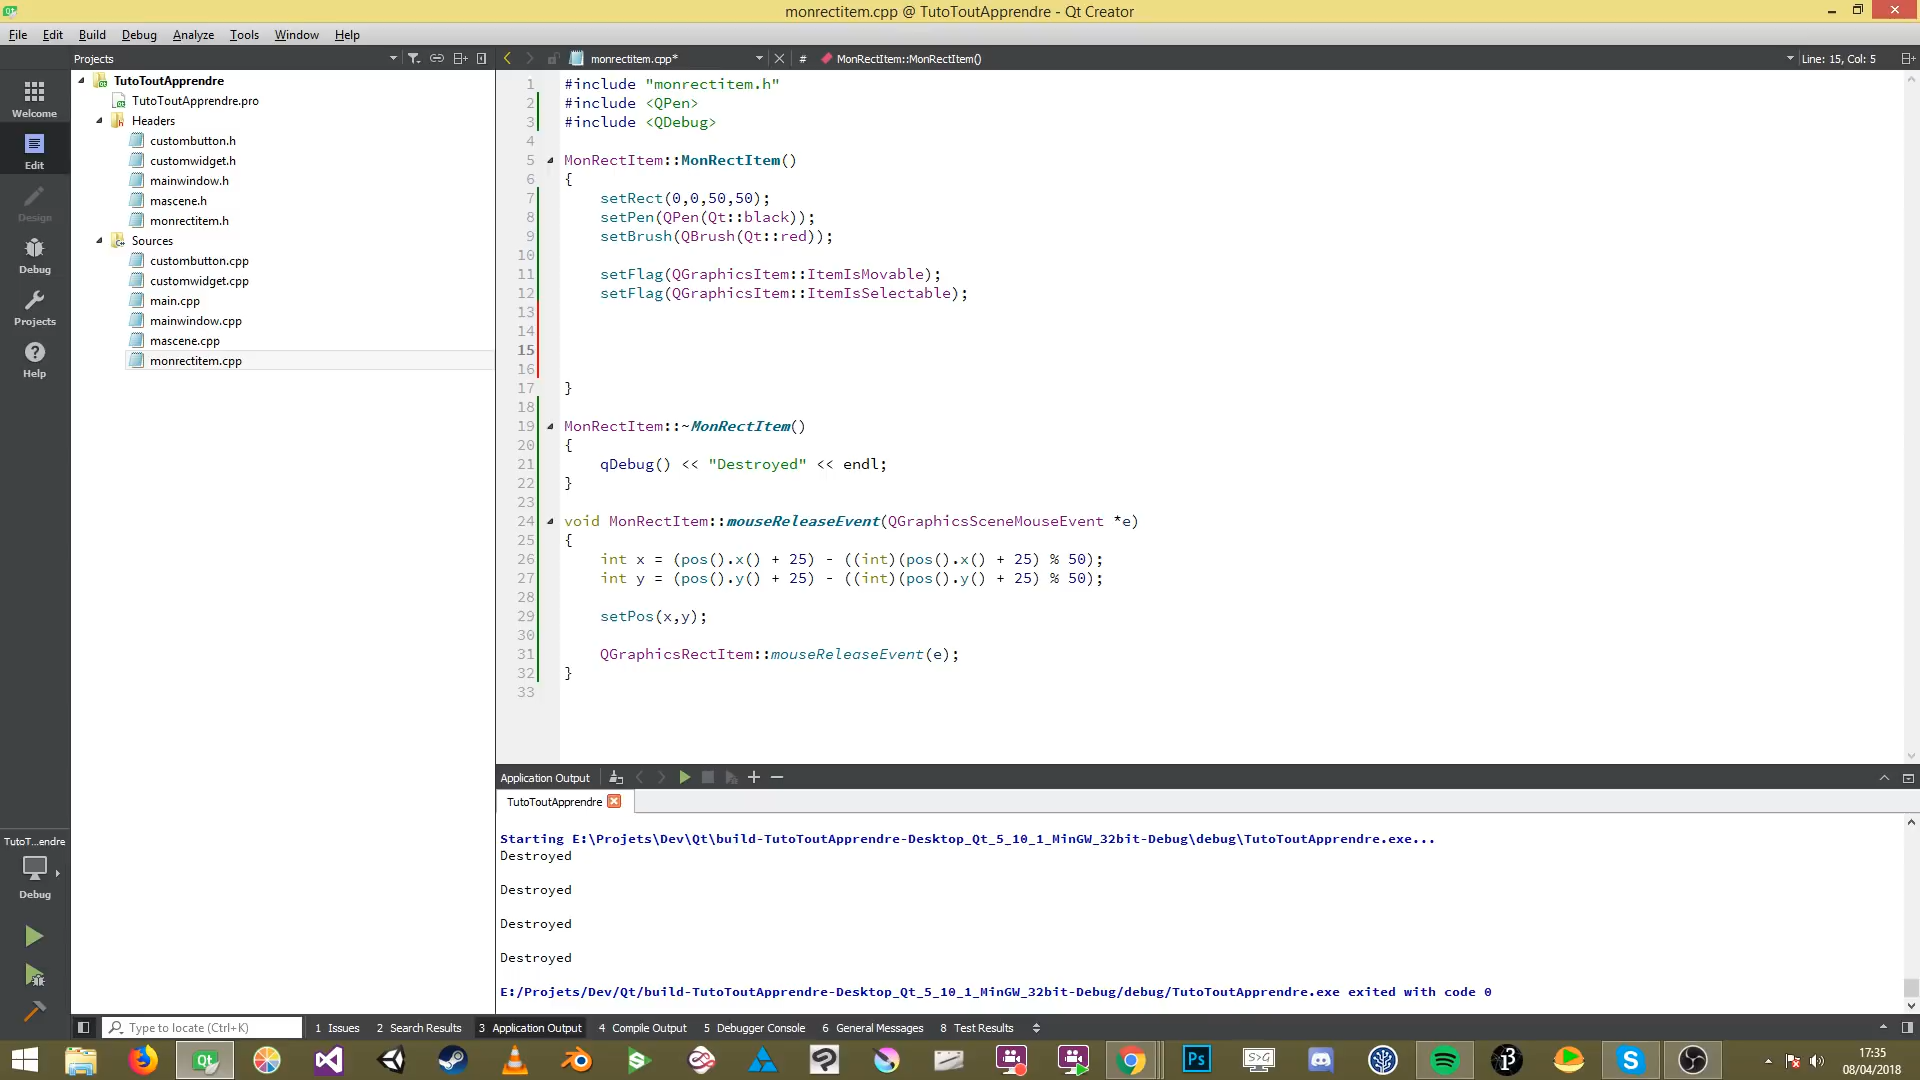 monrectitem.cpp @ TutoToutApprendre - Qt Creator
File Edit Build Debug Analyze Tools Window Help
Projects
monrectitem.cpp*
#
MonRectItem::MonRectItem()
Line: 15, Col: 5
Welcome
Edit
Design
Debug
Projects
Help
TutoToutApprendre
TutoToutApprendre.pro
Headers
custombutton.h
customwidget.h
mainwindow.h
mascene.h
monrectitem.h
Sources
custombutton.cpp
customwidget.cpp
main.cpp
mainwindow.cpp
mascene.cpp
monrectitem.cpp
1 #include "monrectitem.h"
2 #include <QPen>
3 #include <QDebug>
4
5 MonRectItem::MonRectItem()
6 {
7 setRect(0,0,50,50);
8 setPen(QPen(Qt::black));
9 setBrush(QBrush(Qt::red));
10
11 setFlag(QGraphicsItem::ItemIsMovable);
12 setFlag(QGraphicsItem::ItemIsSelectable);
13
14
15
16
17 }
18
19 MonRectItem::~MonRectItem()
20 {
21 qDebug() << "Destroyed" << endl;
22 }
23
24 void MonRectItem::mouseReleaseEvent(QGraphicsSceneMouseEvent *e)
25 {
26 int x = (pos().x() + 25) - ((int)(pos().x() + 25) % 50);
27 int y = (pos().y() + 25) - ((int)(pos().y() + 25) % 50);
28
29 setPos(x,y);
30
31 QGraphicsRectItem::mouseReleaseEvent(e);
32 }
33
Application Output
TutoToutApprendre
Starting E:\Projets\Dev\Qt\build-TutoToutApprendre-Desktop_Qt_5_10_1_MinGW_32bit-Debug\debug\TutoToutApprendre.exe...
Destroyed
Destroyed
Destroyed
Destroyed
E:/Projets/Dev/Qt/build-TutoToutApprendre-Desktop_Qt_5_10_1_MinGW_32bit-Debug/debug/TutoToutApprendre.exe exited with code 0
TutoT...endre
Debug
Type to locate (Ctrl+K)
1 Issues 2 Search Results 3 Application Output 4 Compile Output 5 Debugger Console 6 General Messages 8 Test Results
Qt
Ps
S>G
i3
S
17:35
08/04/2018